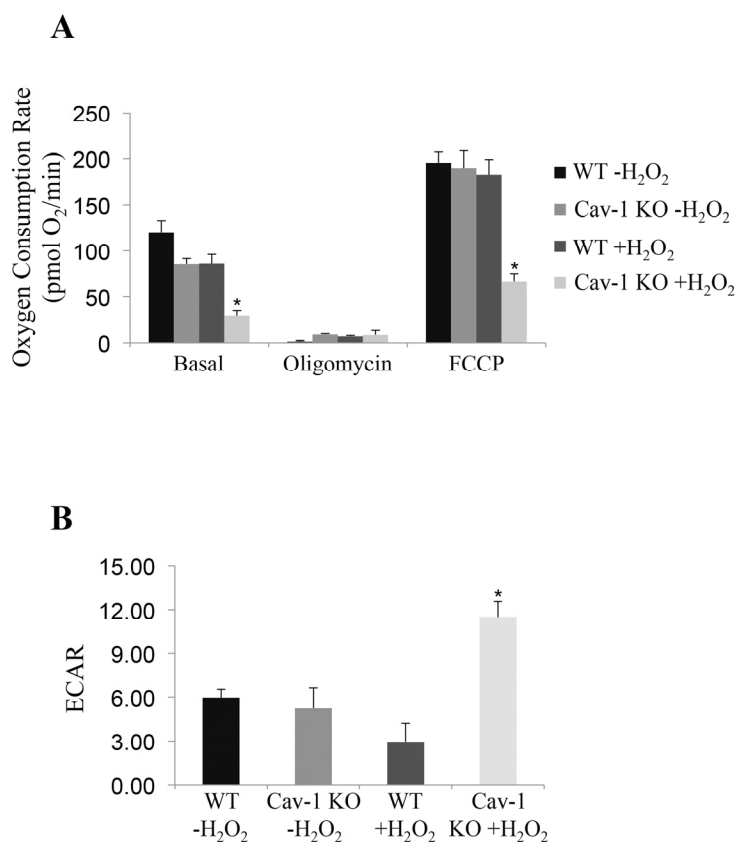 A
Oxygen Consumption Rate
(pmol O₂/min)
250
200
150
100
50
0
*
*
Basal
Oligomycin
FCCP
WT -H₂O₂
Cav-1 KO -H₂O₂
WT +H₂O₂
Cav-1 KO +H₂O₂
B
ECAR
15.00
12.00
9.00
6.00
3.00
0.00
*
WT
-H₂O₂
Cav-1 KO
-H₂O₂
WT
+H₂O₂
Cav-1
KO +H₂O₂